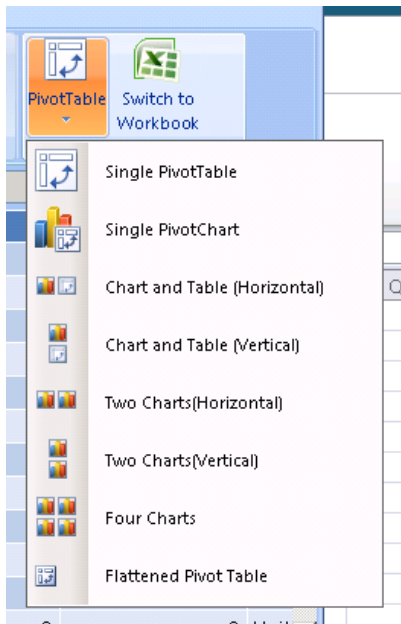 PivotTable
Switch to
Workbook
Single PivotTable
Single PivotChart
Chart and Table (Horizontal)
Chart and Table (Vertical)
Two Charts(Horizontal)
Two Charts(Vertical)
Four Charts
Flattened Pivot Table